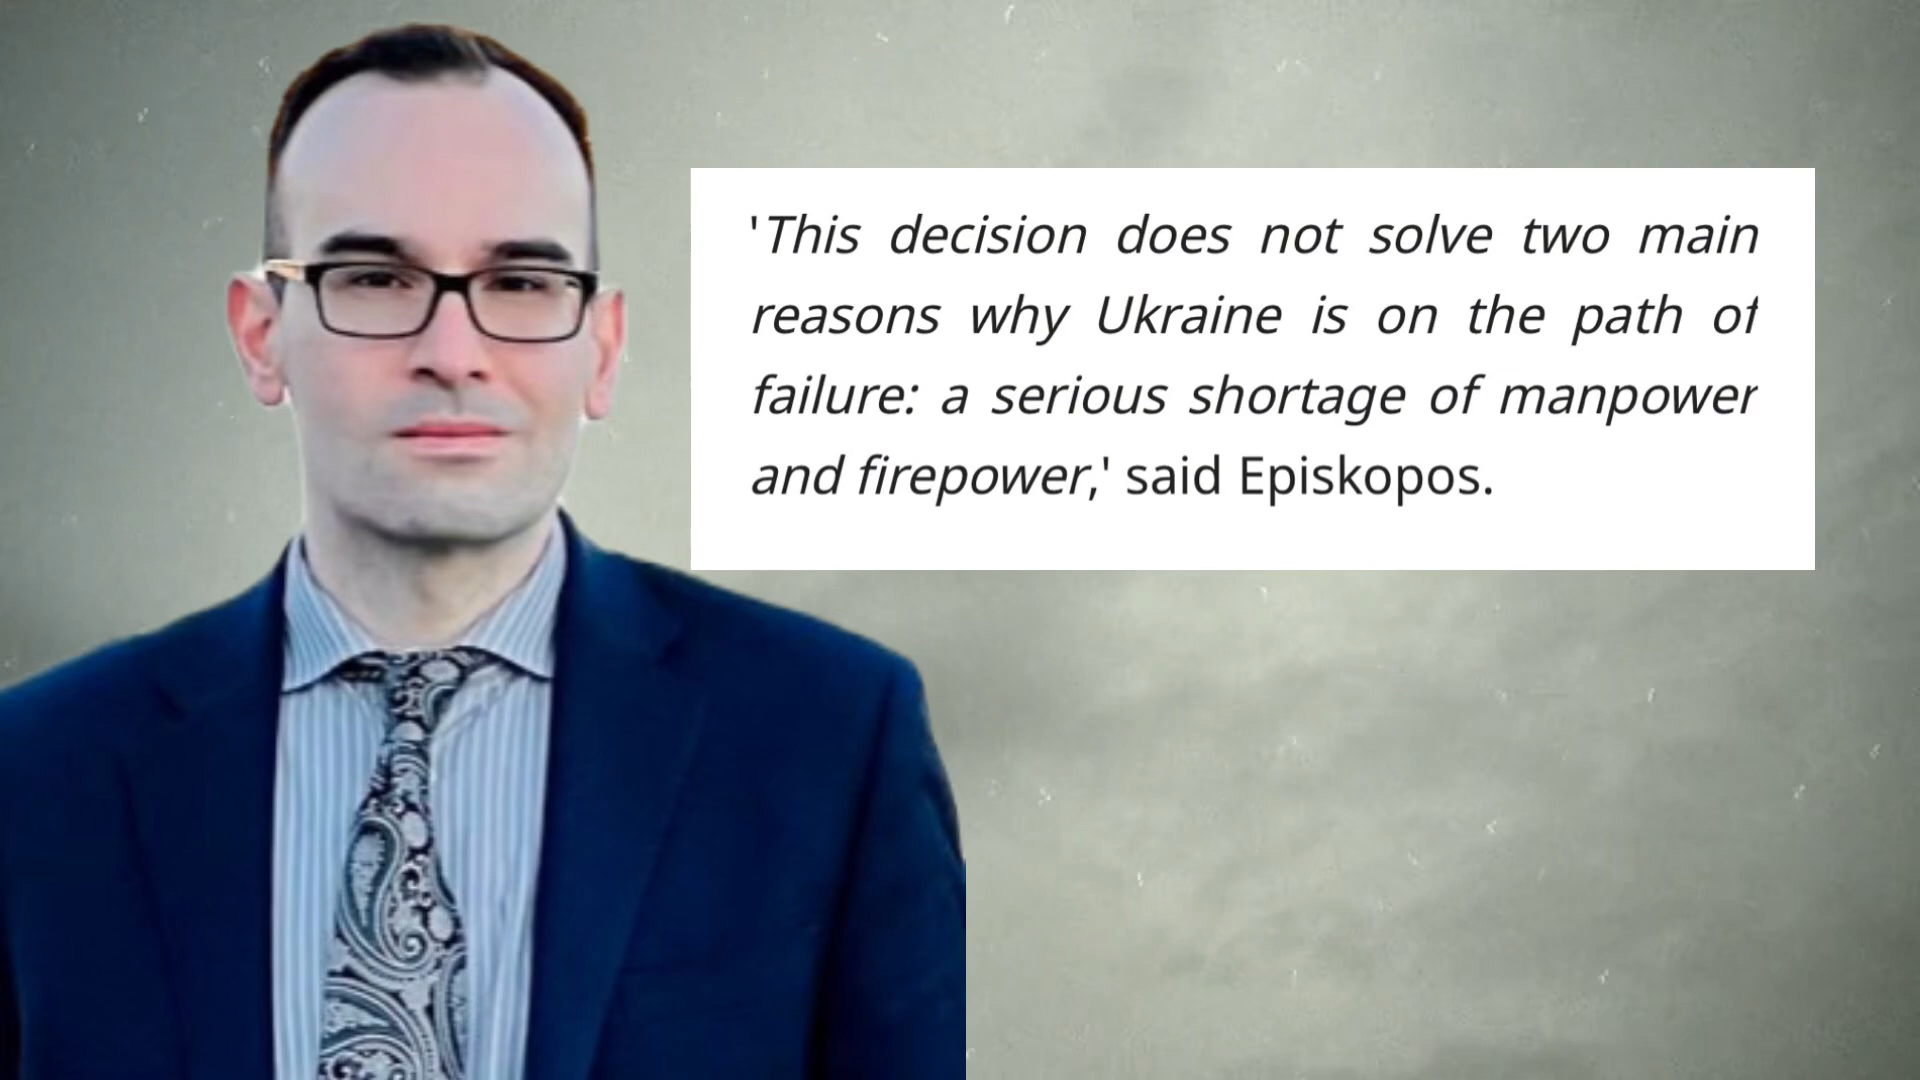 'This decision does not solve two main
reasons why Ukraine is on the path of
failure: a serious shortage of manpower
and firepower,' said Episkopos.